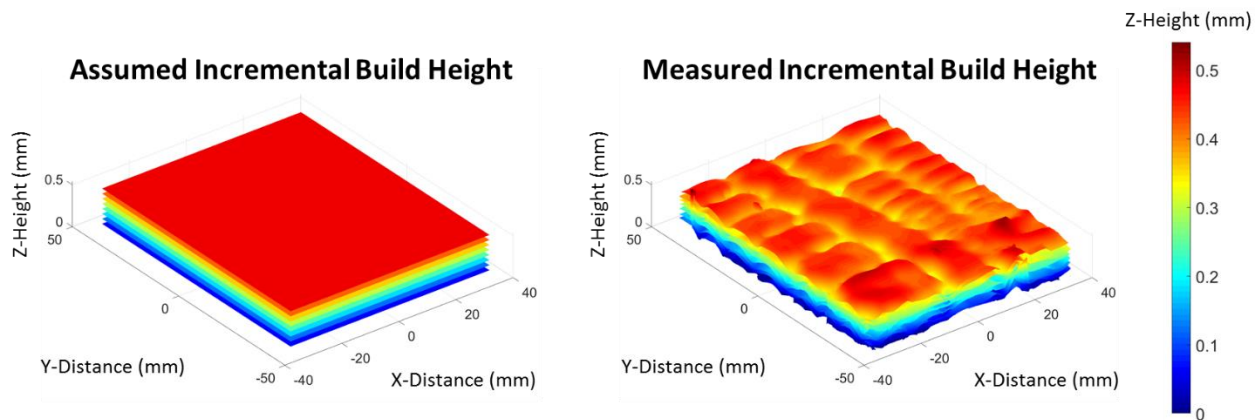 Z-Height (mm)
Assumed Incremental Build Height
Measured Incremental Build Height
0.5
0.4
0.3
0.2
0.1
0
Z-Height (mm)
0.5
0
50
0
-50
Y-Distance (mm)
-40
-20
0
20
40
X-Distance (mm)
Z-Height (mm)
0.5
0
50
0
-50
Y-Distance (mm)
-40
-20
0
20
40
X-Distance (mm)